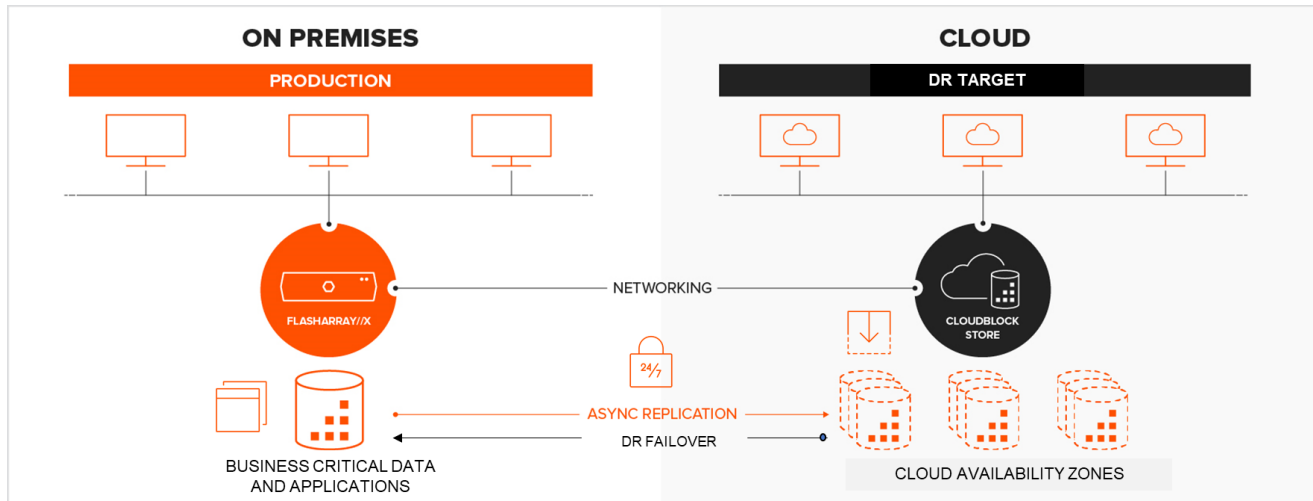 ON PREMISES
CLOUD
PRODUCTION
DR TARGET
FLASHARRAY//X
NETWORKING
CLOUDBLOCK
STORE
24/7
ASYNC REPLICATION
DR FAILOVER
BUSINESS CRITICAL DATA
AND APPLICATIONS
CLOUD AVAILABILITY ZONES